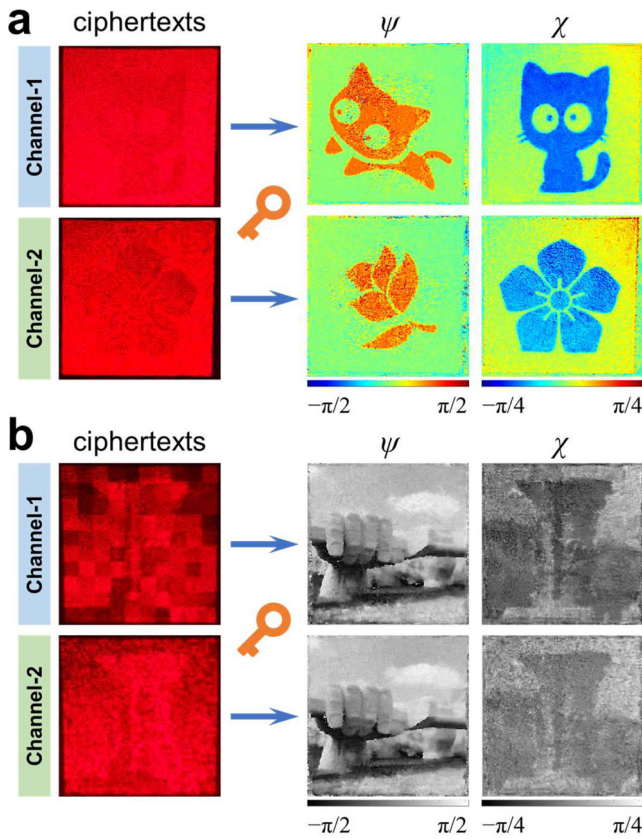 a
ciphertexts
ψ
χ
Channel-1
Channel-2
−π/2
π/2
−π/4
π/4
b
ciphertexts
ψ
χ
Channel-1
Channel-2
−π/2
π/2
−π/4
π/4